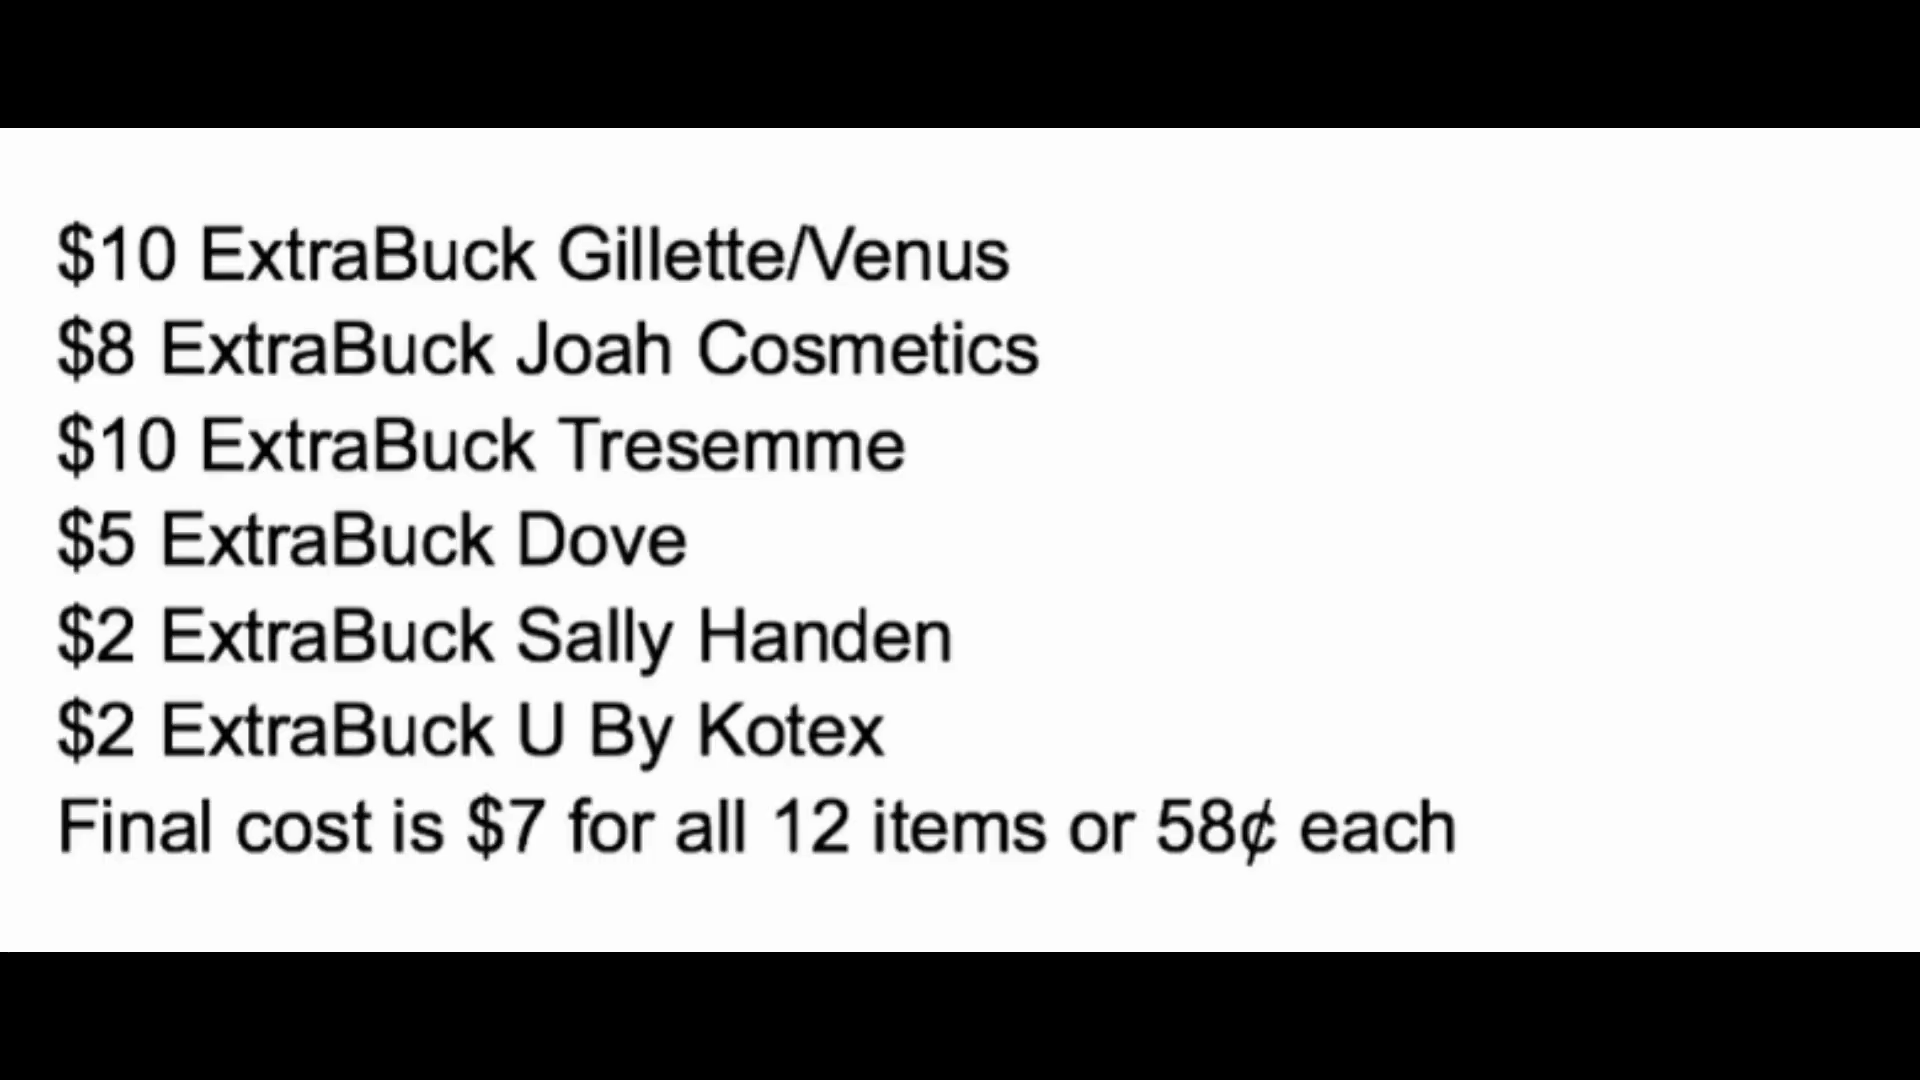 $10 ExtraBuck Gillette/Venus
$8 ExtraBuck Joah Cosmetics
$10 ExtraBuck Tresemme
$5 ExtraBuck Dove
$2 ExtraBuck Sally Handen
$2 ExtraBuck U By Kotex
Final cost is $7 for all 12 items or 58¢ each